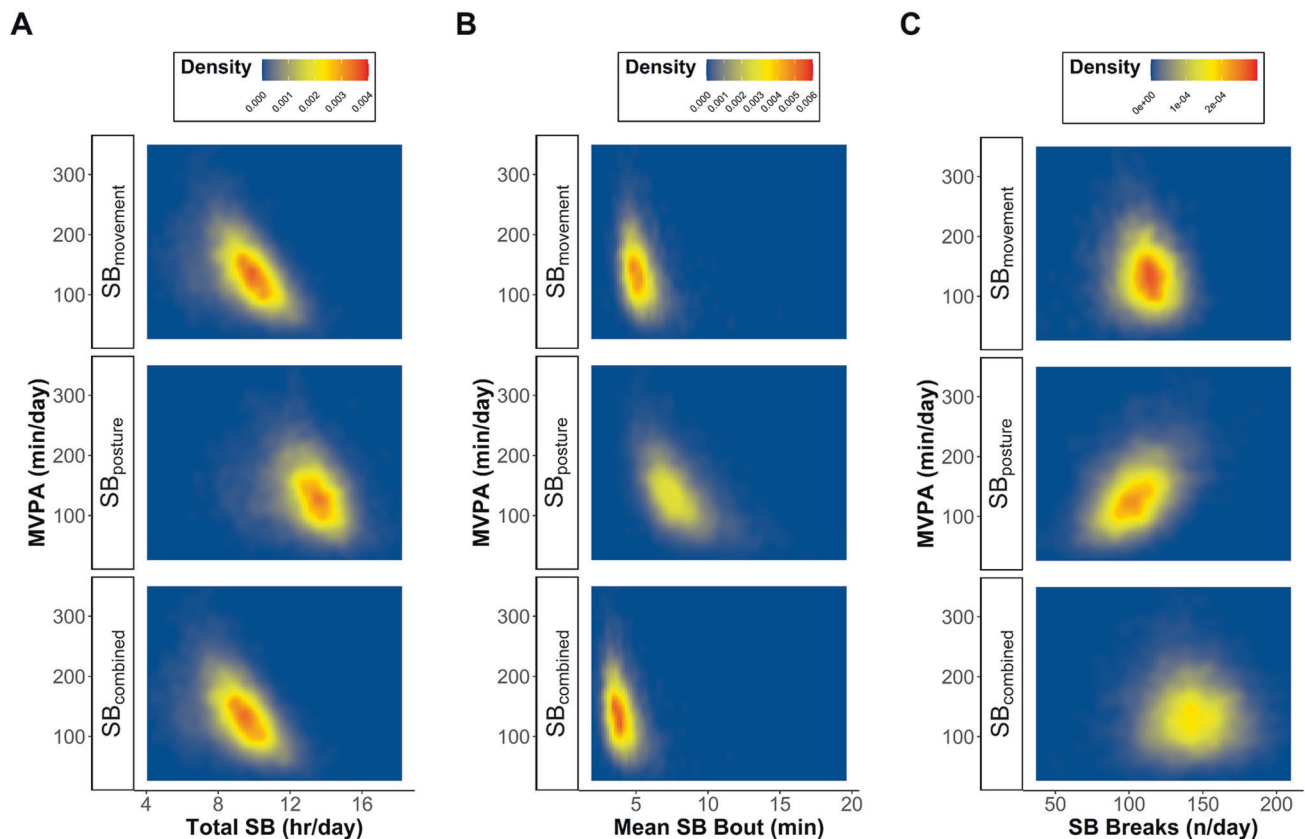 A
B
C
Density
0.000
0.001
0.002
0.003
0.004
Density
0.000
0.001
0.002
0.003
0.004
0.005
0.006
Density
0e+00
1e-04
2e-04
MVPA (min/day)
300
200
100
SBmovement
300
200
100
SBposture
300
200
100
SBcombined
4 8 12 16
Total SB (hr/day)
MVPA (min/day)
300
200
100
SBmovement
300
200
100
SBposture
300
200
100
SBcombined
5 10 15 20
Mean SB Bout (min)
MVPA (min/day)
300
200
100
SBmovement
300
200
100
SBposture
300
200
100
SBcombined
50 100 150 200
SB Breaks (n/day)